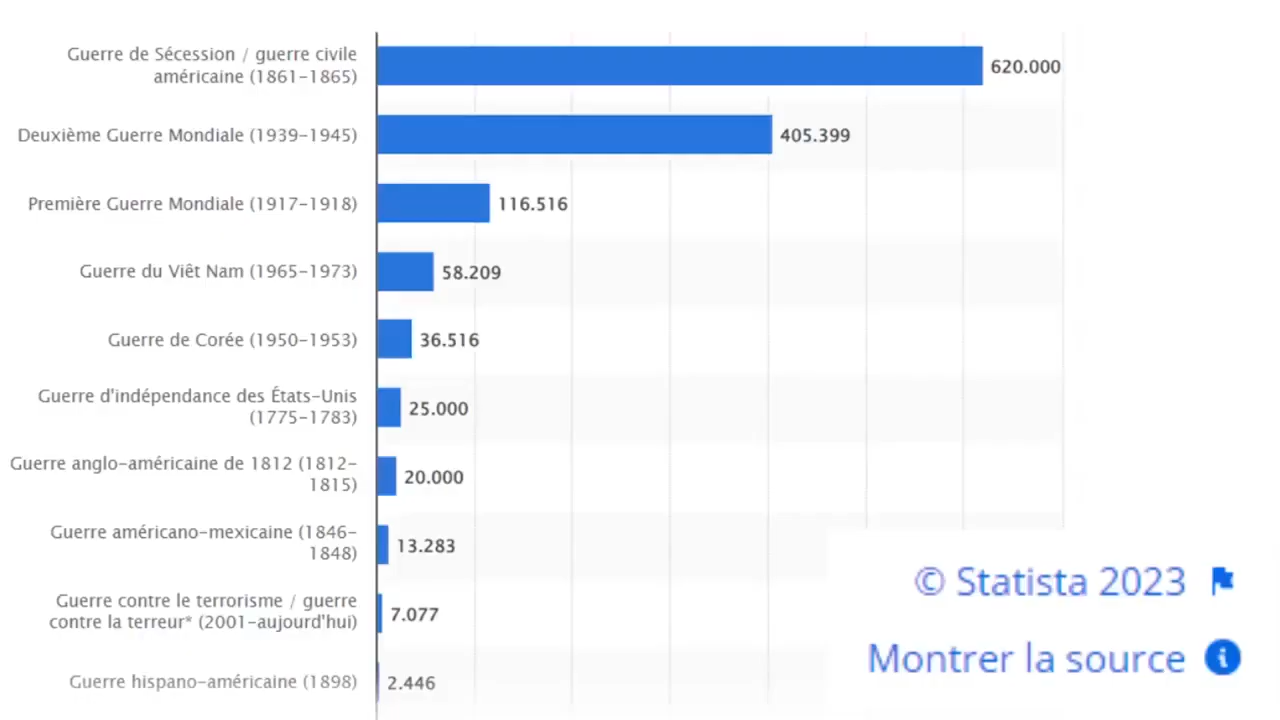 Guerre de Sécession / guerre civile
américaine (1861-1865)
620.000
Deuxième Guerre Mondiale (1939-1945)
405.399
Première Guerre Mondiale (1917-1918)
116.516
Guerre du Viêt Nam (1965-1973)
58.209
Guerre de Corée (1950-1953)
36.516
Guerre d'indépendance des États-Unis
(1775-1783)
25.000
Guerre anglo-américaine de 1812 (1812-
1815)
20.000
Guerre américano-mexicaine (1846-
1848)
13.283
Guerre contre le terrorisme / guerre
contre la terreur* (2001-aujourd'hui)
7.077
Guerre hispano-américaine (1898)
2.446
© Statista 2023
Montrer la source